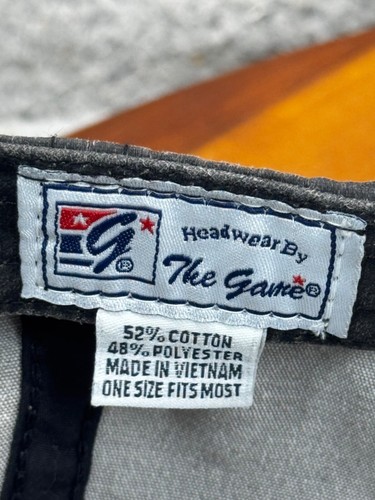 G®
Headwear By
The Game®
52% COTTON
48% POLYESTER
MADE IN VIETNAM
ONE SIZE FITS MOST